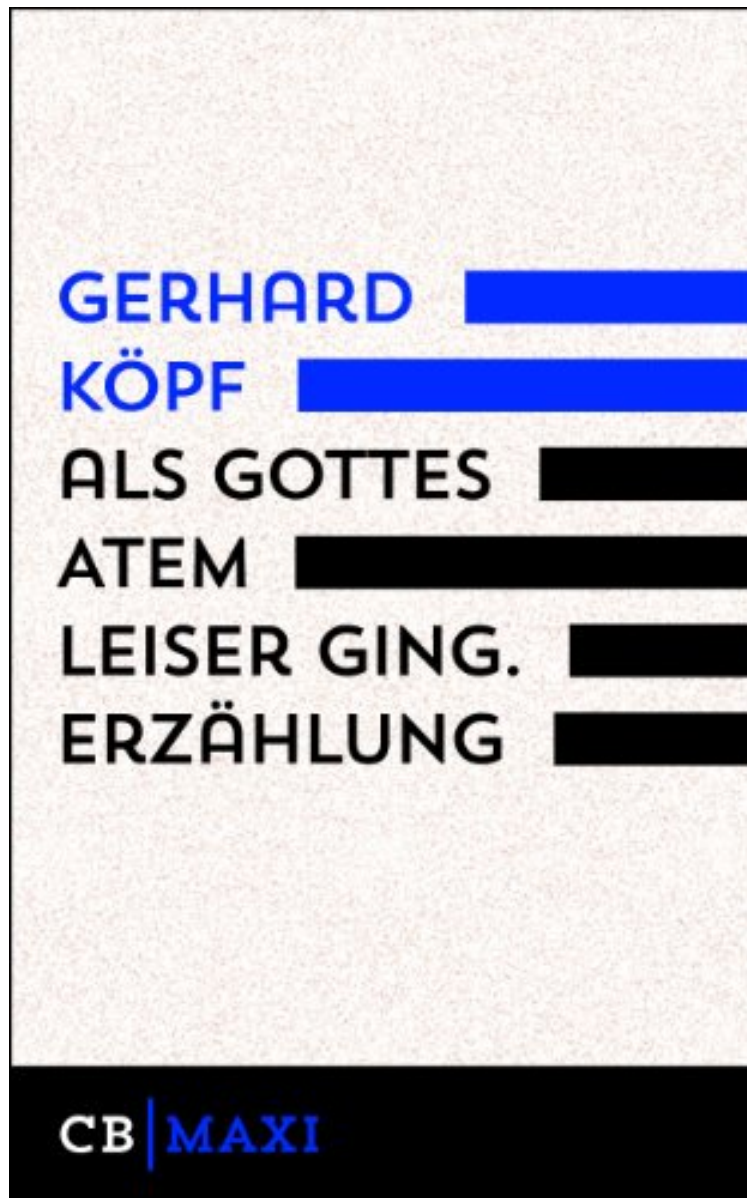 GERHARD
KÖPF
ALS GOTTES
ATEM
LEISER GING.
ERZÄHLUNG
CB|MAXI